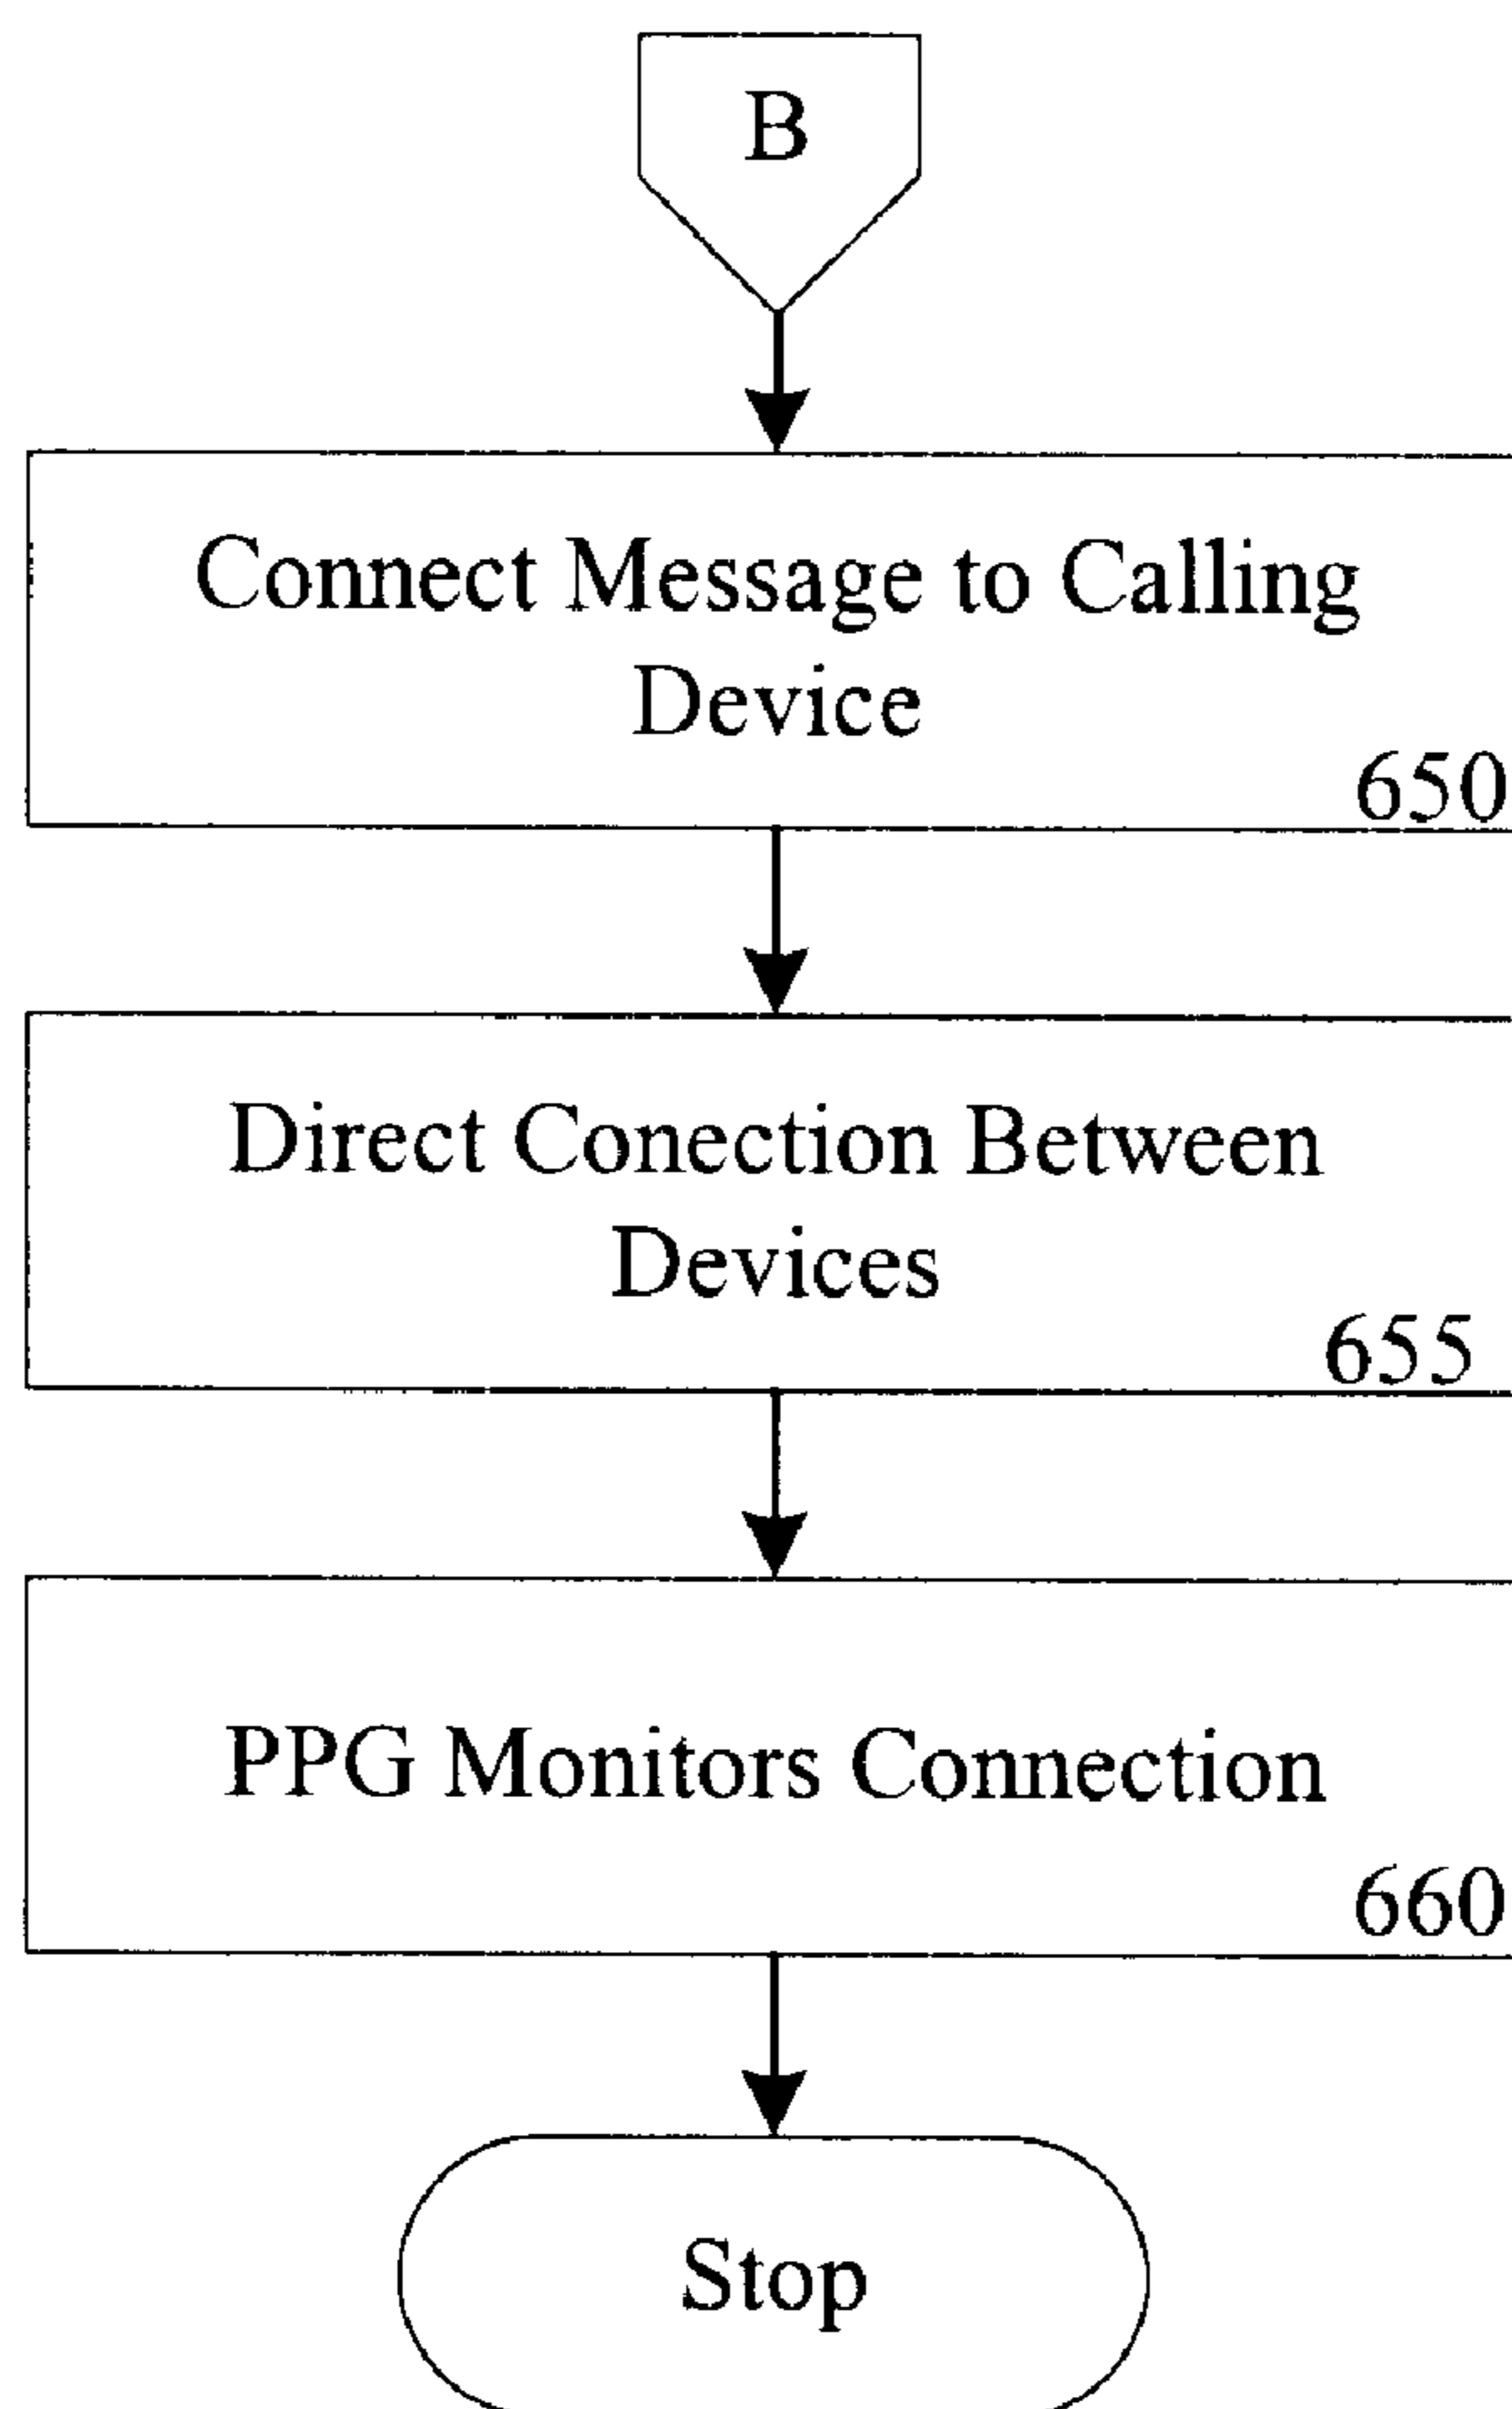 B
Connect Message to Calling
Device
650
Direct Conection Between
Devices
655
PPG Monitors Connection
660
Stop